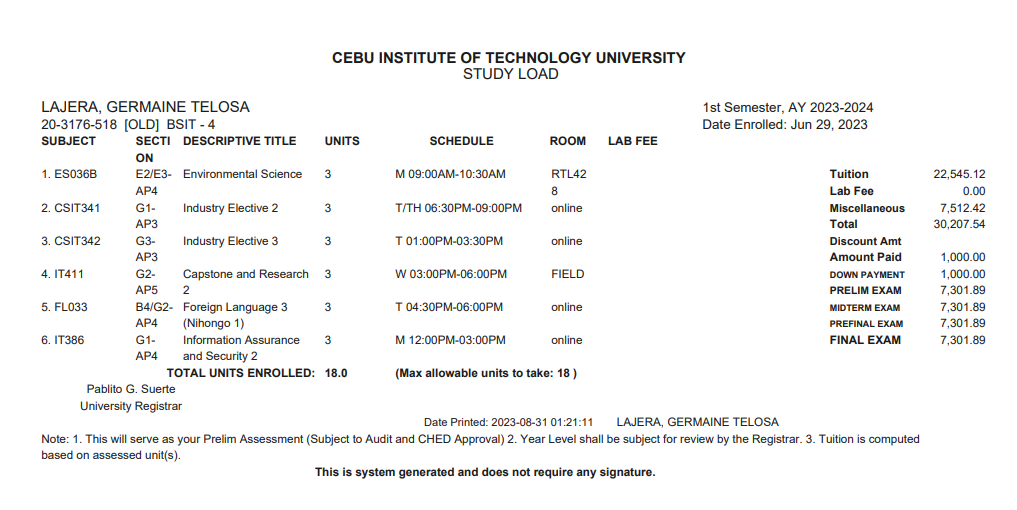 CEBU INSTITUTE OF TECHNOLOGY UNIVERSITY
STUDY LOAD
LAJERA, GERMAINE TELOSA 1st Semester, AY 2023-2024
20-3176-518 [OLD] BSIT - 4 Date Enrolled: Jun 29, 2023
SUBJECT SECTI DESCRIPTIVE TITLE UNITS SCHEDULE ROOM LAB FEE
ON
1. ES036B E2/E3- Environmental Science 3 M 09:00AM-10:30AM RTL42 Tuition 22,545.12
AP4 8 Lab Fee 0.00
2. CSIT341 G1- Industry Elective 2 3 T/TH 06:30PM-09:00PM online Miscellaneous 7,512.42
AP3 Total 30,207.54
3. CSIT342 G3- Industry Elective 3 3 T 01:00PM-03:30PM online Discount Amt
AP3 Amount Paid 1,000.00
4. IT411 G2- Capstone and Research 3 W 03:00PM-06:00PM FIELD DOWN PAYMENT 1,000.00
AP5 2 PRELIM EXAM 7,301.89
5. FL033 B4/G2- Foreign Language 3 3 T 04:30PM-06:00PM online MIDTERM EXAM 7,301.89
AP4 (Nihongo 1) PREFINAL EXAM 7,301.89
6. IT386 G1- Information Assurance 3 M 12:00PM-03:00PM online FINAL EXAM 7,301.89
AP4 and Security 2
TOTAL UNITS ENROLLED: 18.0 (Max allowable units to take: 18 )
Pablito G. Suerte
University Registrar
Date Printed: 2023-08-31 01:21:11 LAJERA, GERMAINE TELOSA
Note: 1. This will serve as your Prelim Assessment (Subject to Audit and CHED Approval) 2. Year Level shall be subject for review by the Registrar. 3. Tuition is computed
based on assessed unit(s).
This is system generated and does not require any signature.